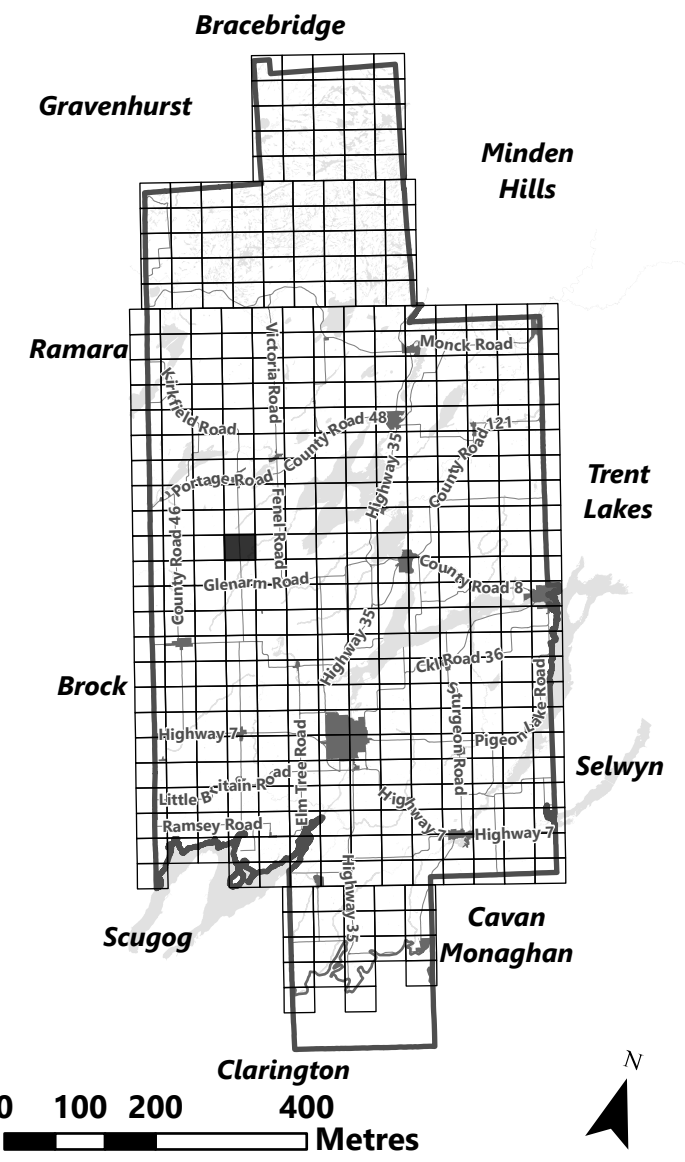 Bracebridge
Gravenhurst
Minden
Hills
Ramara
Victoria Road
Monck Road
Kirkfield Road
County Road 48
Highway 35
County Road 121
Portage Road
Trent
Lakes
County Road 46
Fenel Road
Glenarm Road
County Road 8
Highway 35
Ckl Road 36
Brock
Sturgeon Road
Pigeon Lake Road
Highway 7
Elm Tree Road
Selwyn
Little Britain Road
Highway 7
Highway 7
Ramsey Road
Highway 35
Scugog
Cavan
Monaghan
Clarington
N
0 100 200 400
Metres